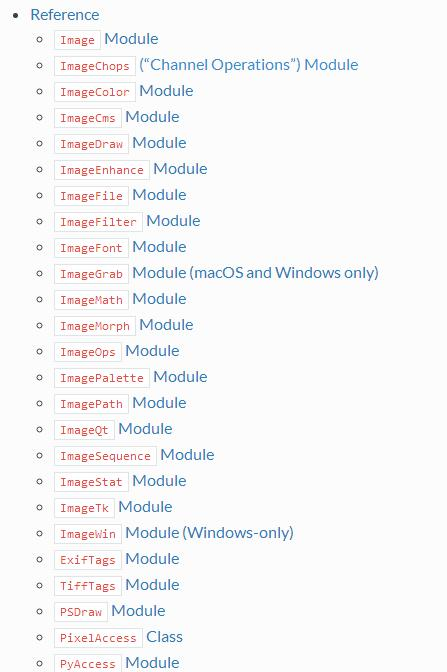 Reference
Image Module
ImageChops (“Channel Operations”) Module
ImageColor Module
ImageCms Module
ImageDraw Module
ImageEnhance Module
ImageFile Module
ImageFilter Module
ImageFont Module
ImageGrab Module (macOS and Windows only)
ImageMath Module
ImageMorph Module
ImageOps Module
ImagePalette Module
ImagePath Module
ImageQt Module
ImageSequence Module
ImageStat Module
ImageTk Module
ImageWin Module (Windows-only)
ExifTags Module
TiffTags Module
PSDraw Module
PixelAccess Class
PyAccess Module